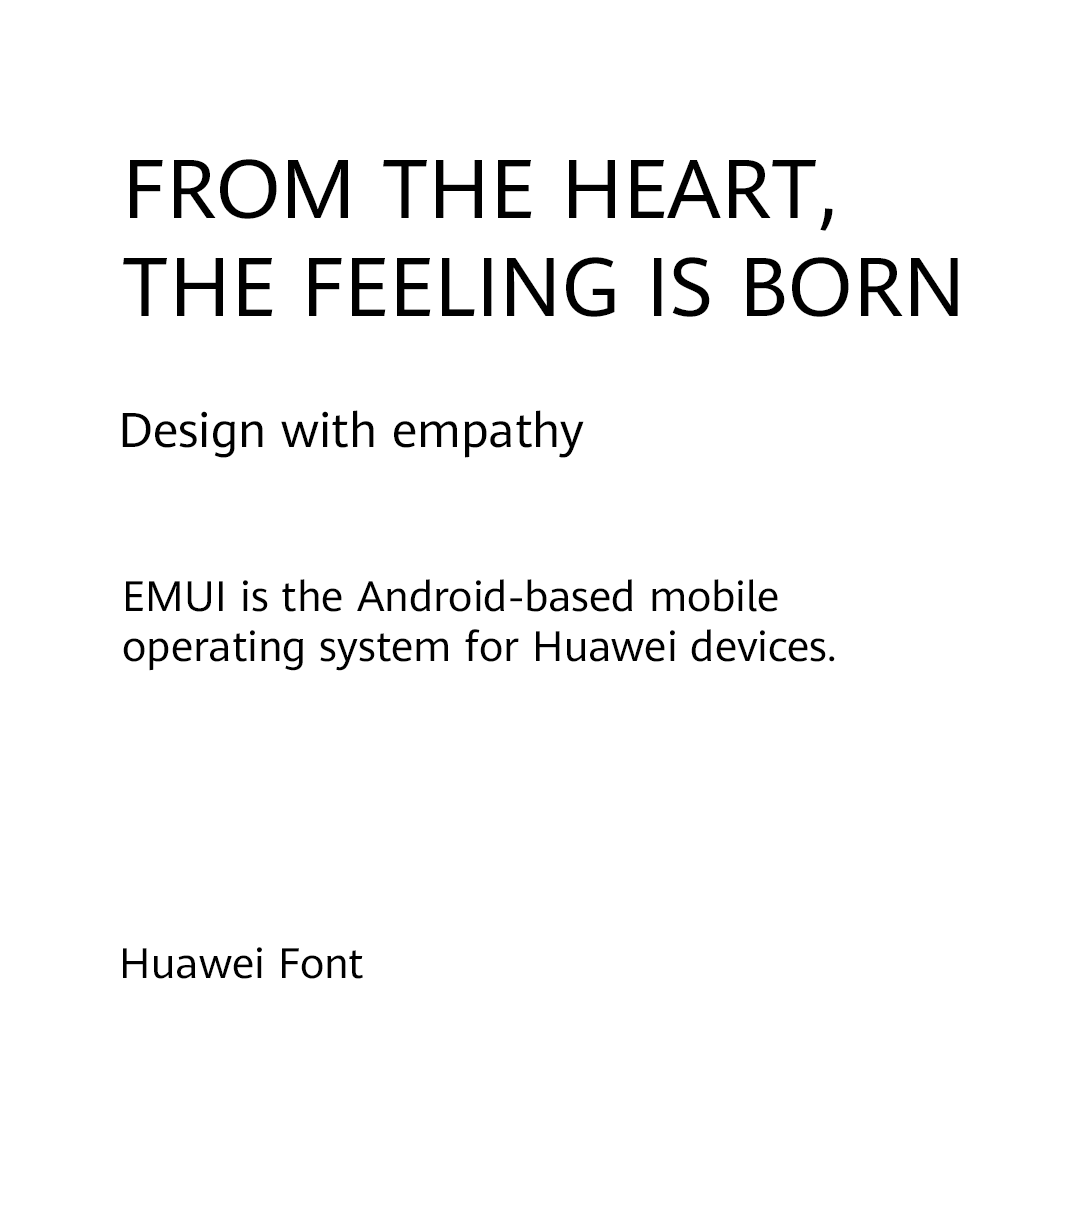 FROM THE HEART,
THE FEELING IS BORN
Design with empathy
EMUI is the Android-based mobile
operating system for Huawei devices.
Huawei Font